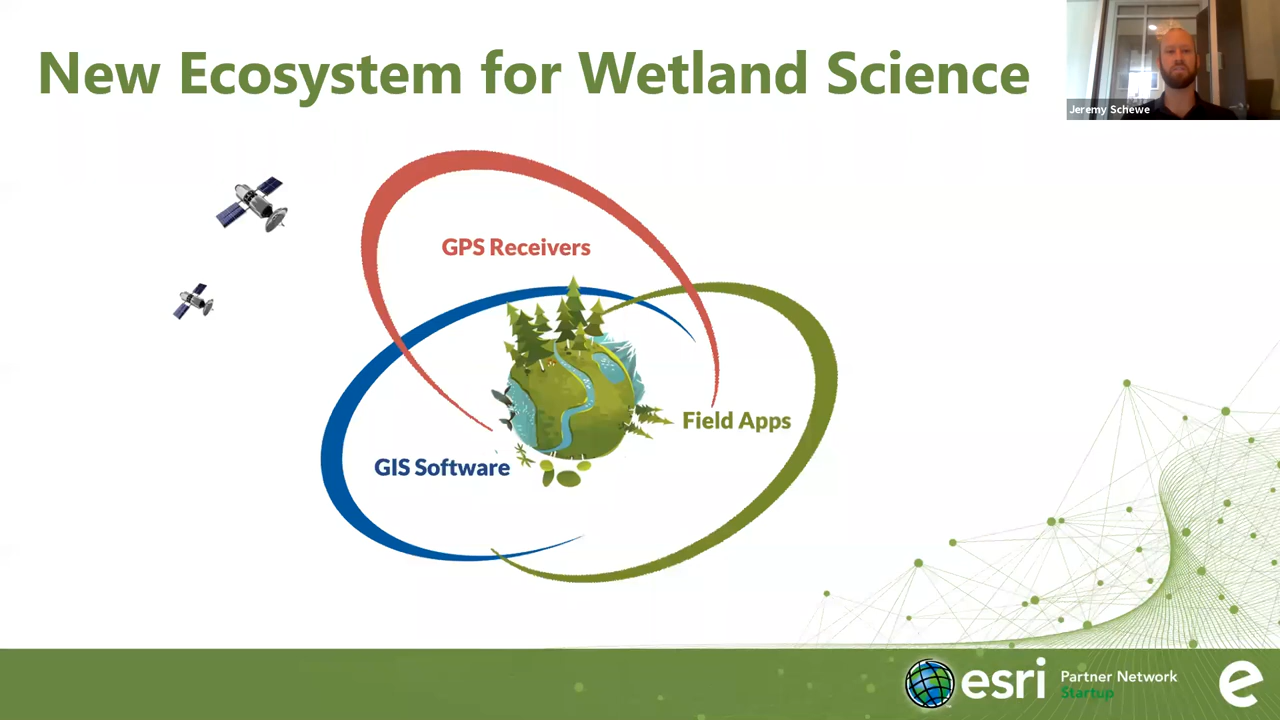 New Ecosystem for Wetland Science
Jeremy Schewe
GPS Receivers
Field Apps
GIS Software
esri Partner Network
Startup
e